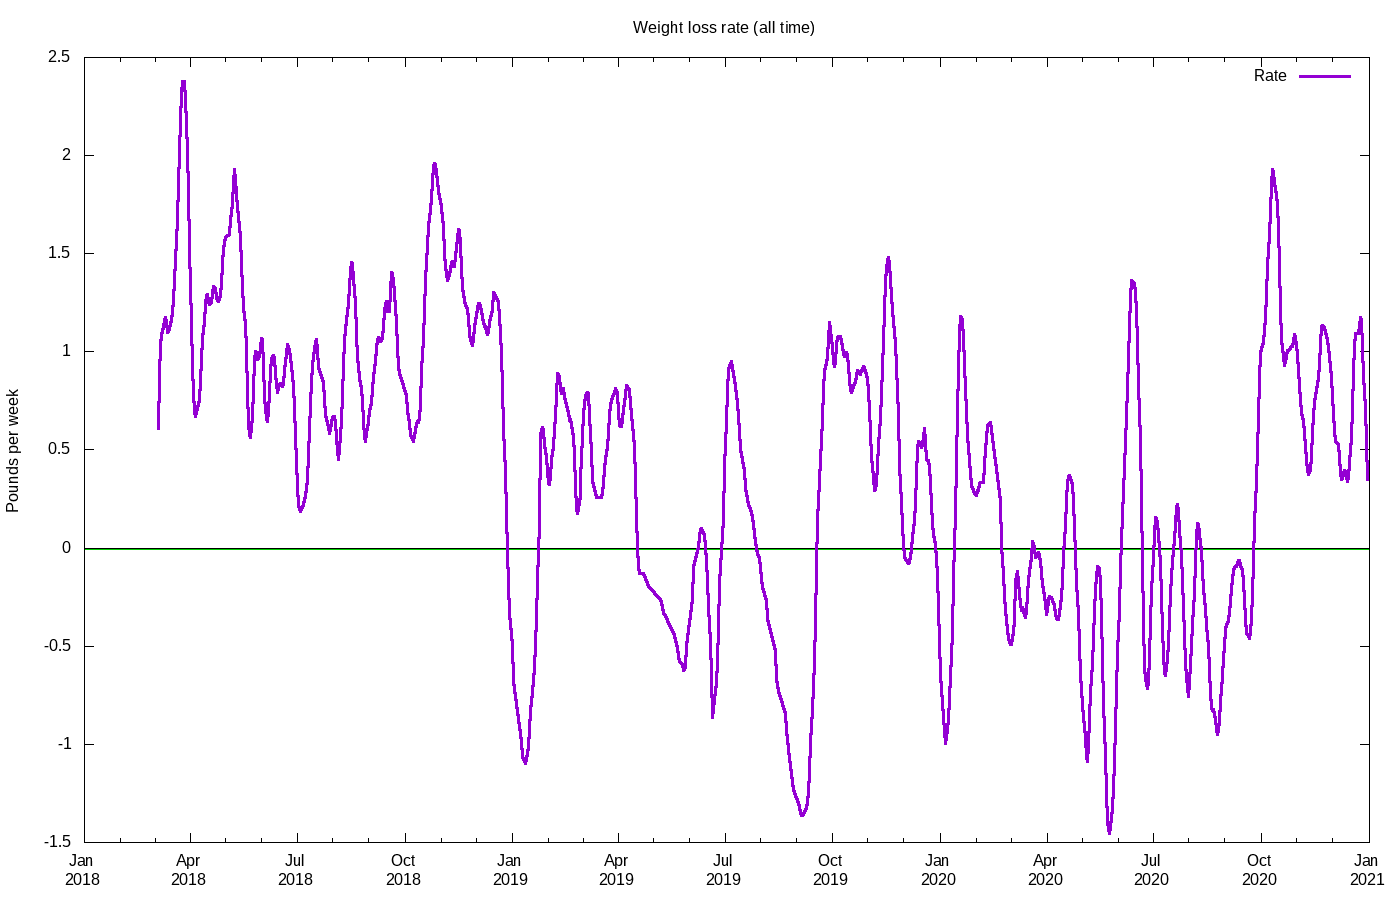 Weight loss rate (all time)
Rate
Pounds per week
2.5
2
1.5
1
0.5
0
-0.5
-1
-1.5
Jan Apr Jul Oct Jan Apr Jul Oct Jan Apr Jul Oct Jan
2018 2018 2018 2018 2019 2019 2019 2019 2020 2020 2020 2020 2021